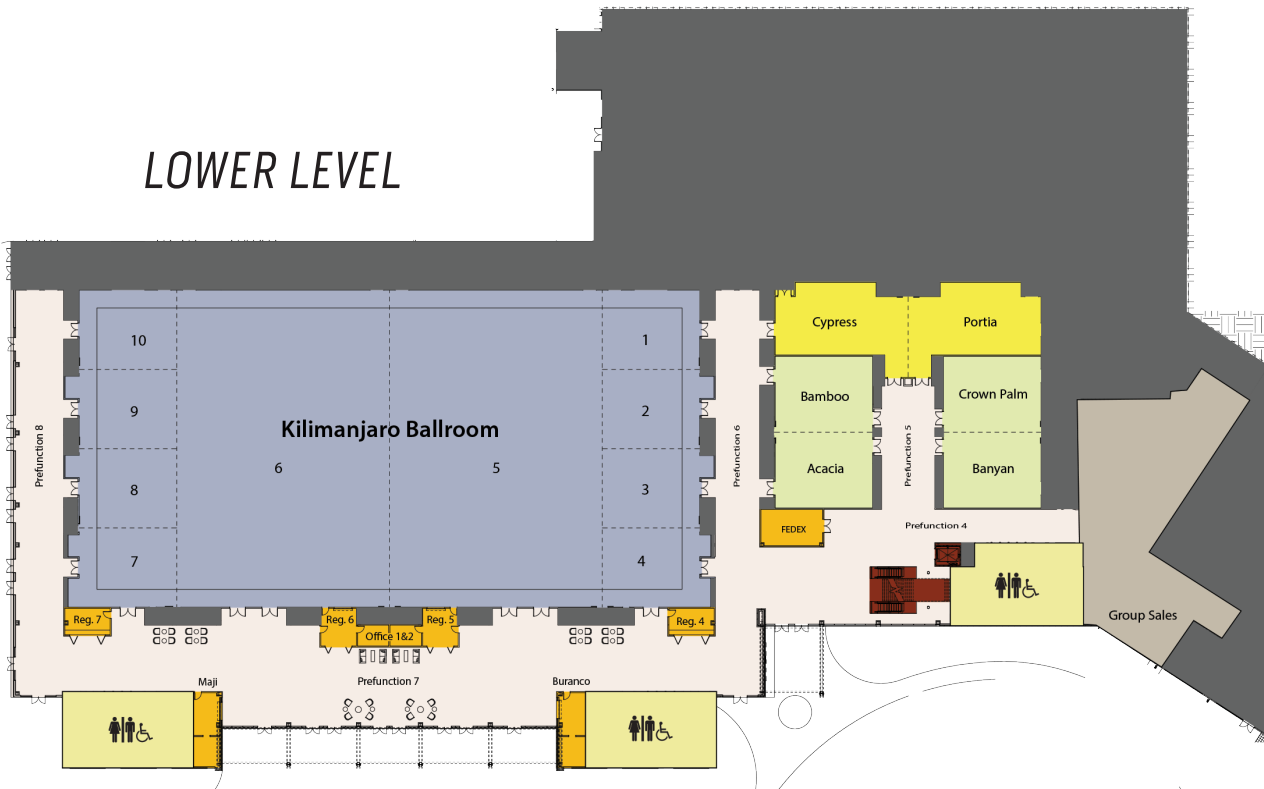 LOWER LEVEL
Cypress
Portia
10
1
Bamboo
Crown Palm
9
2
Kilimanjaro Ballroom
Prefunction 8
Prefunction 6
Prefunction 5
6
5
Acacia
Banyan
8
3
FEDEX
Prefunction 4
7
4
Reg. 7
Reg. 6
Reg. 5
Reg. 4
Office 1&2
Group Sales
Maji
Prefunction 7
Buranco